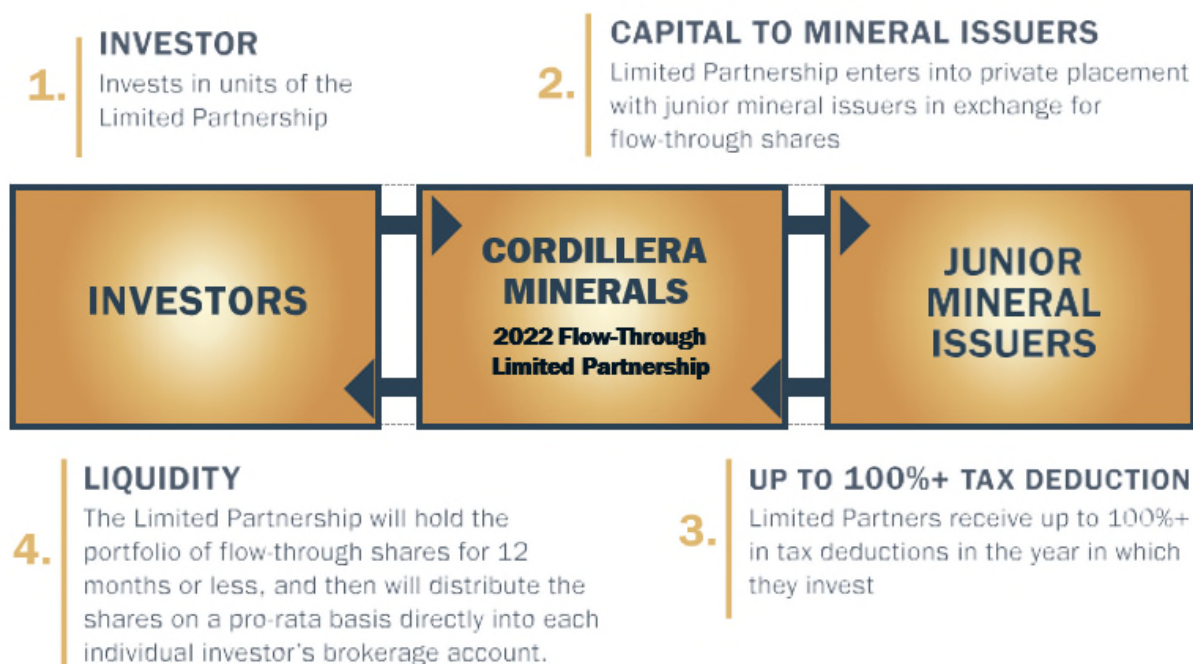 1.
INVESTOR
Invests in units of the
Limited Partnership
2.
CAPITAL TO MINERAL ISSUERS
Limited Partnership enters into private placement
with junior mineral issuers in exchange for
flow-through shares
INVESTORS
CORDILLERA
MINERALS
2022 Flow-Through
Limited Partnership
JUNIOR
MINERAL
ISSUERS
3.
UP TO 100%+ TAX DEDUCTION
Limited Partners receive up to 100%+
in tax deductions in the year in which
they invest
4.
LIQUIDITY
The Limited Partnership will hold the
portfolio of flow-through shares for 12
months or less, and then will distribute the
shares on a pro-rata basis directly into each
individual investor's brokerage account.